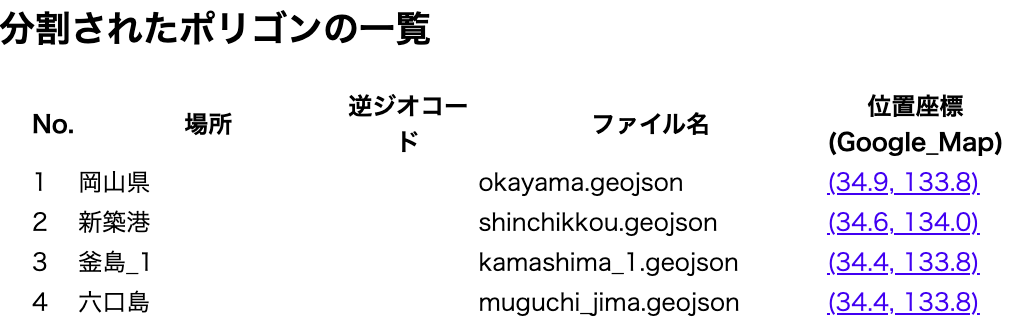 分割されたポリゴンの一覧
No. 場所 逆ジオコード ファイル名 位置座標 (Google_Map)
1 岡山県 okayama.geojson (34.9, 133.8)
2 新築港 shinchikkou.geojson (34.6, 134.0)
3 釜島_1 kamashima_1.geojson (34.4, 133.8)
4 六口島 muguchi_jima.geojson (34.4, 133.8)